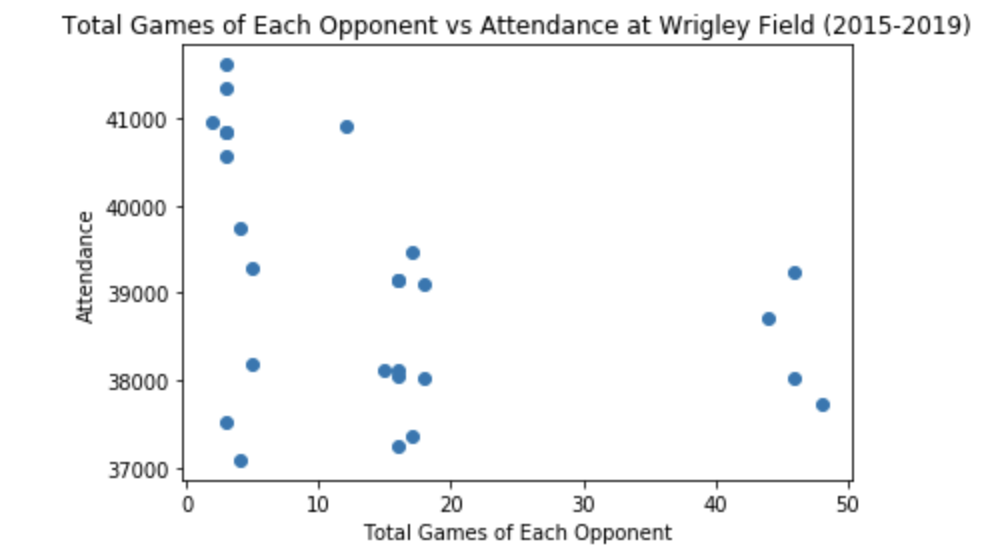 Total Games of Each Opponent vs Attendance at Wrigley Field (2015-2019)
Attendance
41000
40000
39000
38000
37000
0 10 20 30 40 50
Total Games of Each Opponent